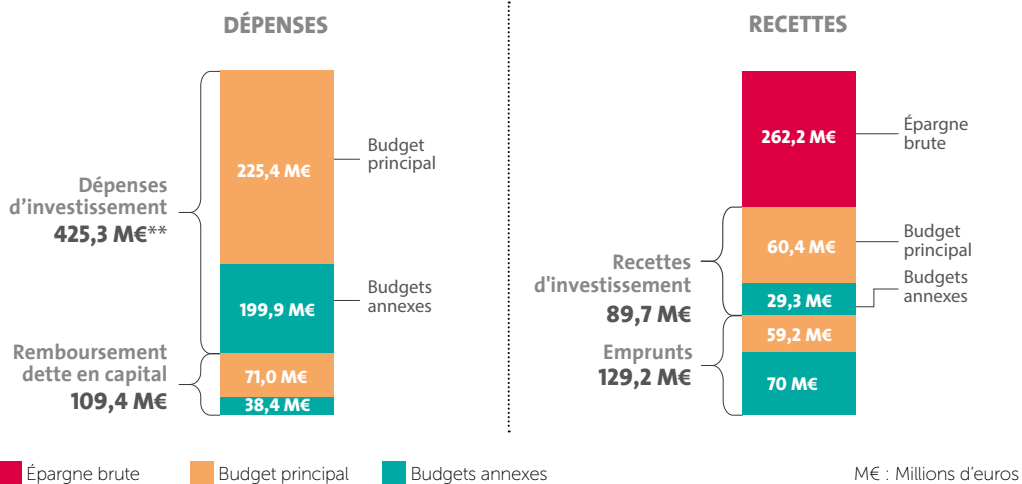 DÉPENSES
225,4 M€
Budget
principal
Dépenses
d’investissement
425,3 M€**
199,9 M€
Budgets
annexes
Remboursement
dette en capital
109,4 M€
71,0 M€
38,4 M€
RECETTES
262,2 M€
Épargne
brute
60,4 M€
Budget
principal
Recettes
d'investissement
89,7 M€
29,3 M€
Budgets
annexes
Emprunts
129,2 M€
59,2 M€
70 M€
Épargne brute
Budget principal
Budgets annexes
M€ : Millions d’euros